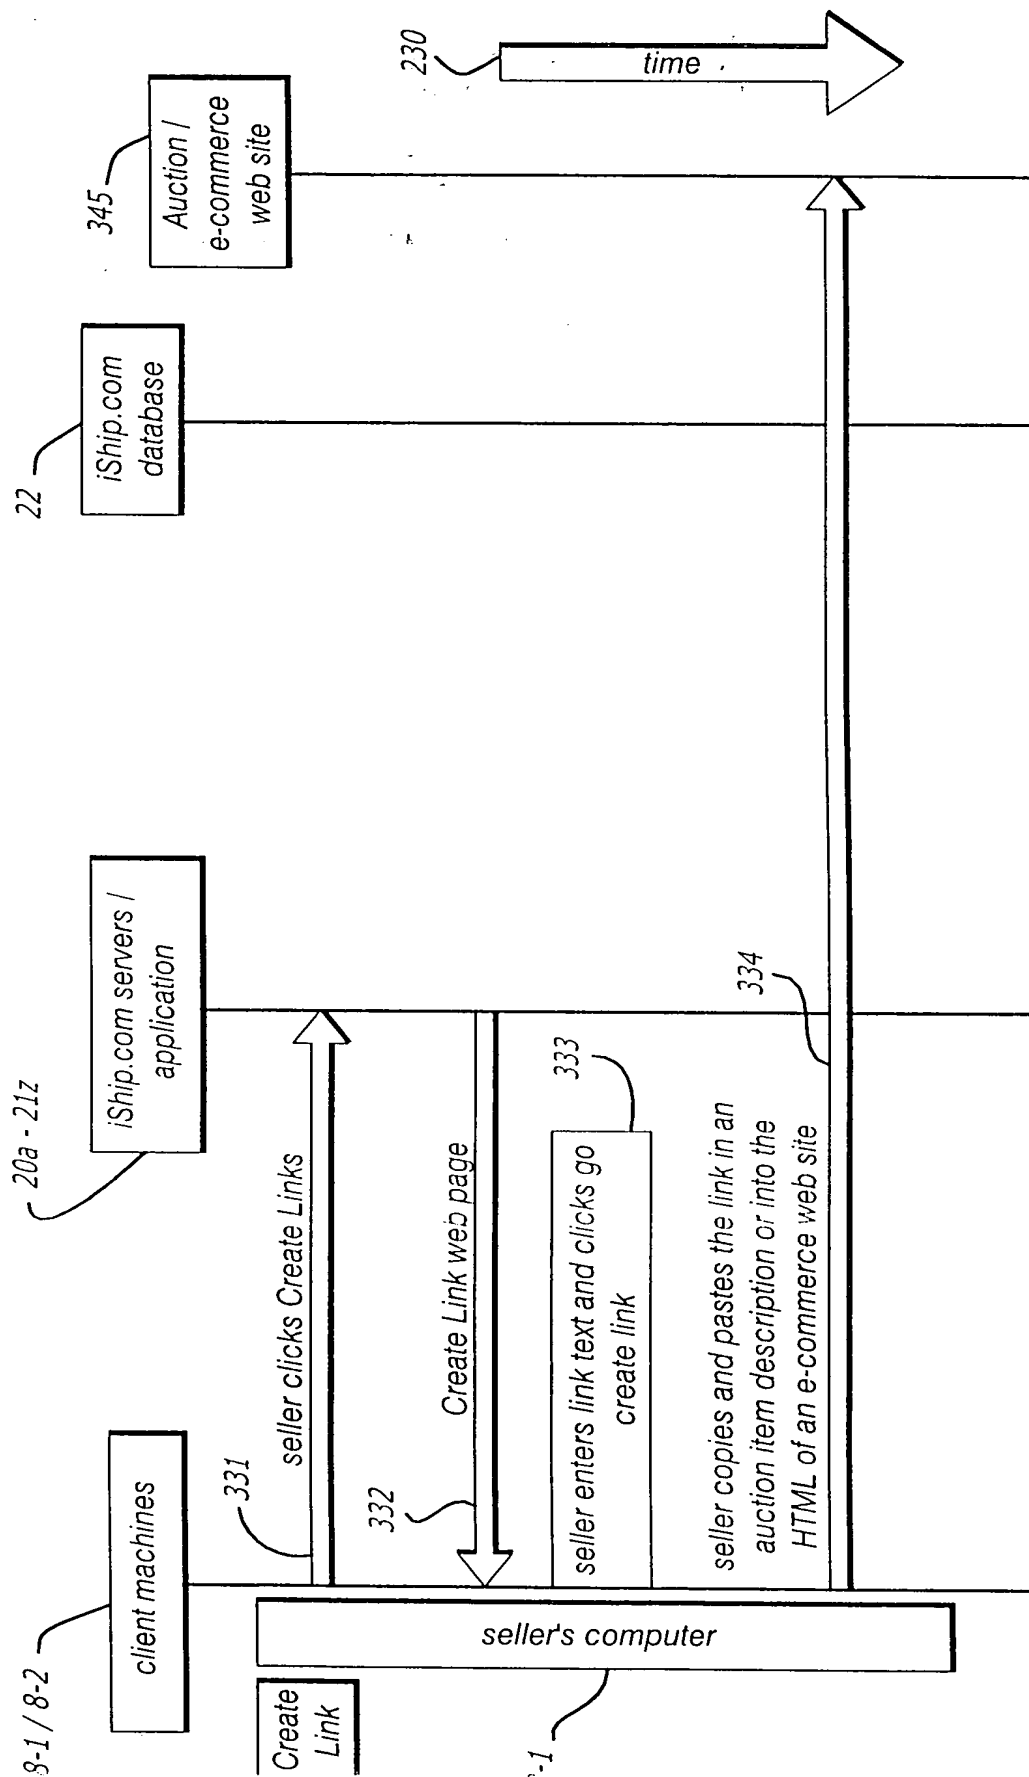 8-1 / 8-2
client machines
20a - 21z
iShip.com servers /
application
22
iShip.com
database
345
Auction /
e-commerce
web site
230
time
Create
Link
seller's computer
-1
331
seller clicks Create Links
332
Create Link web page
333
seller enters link text and clicks go
create link
334
seller copies and pastes the link in an
auction item description or into the
HTML of an e-commerce web site